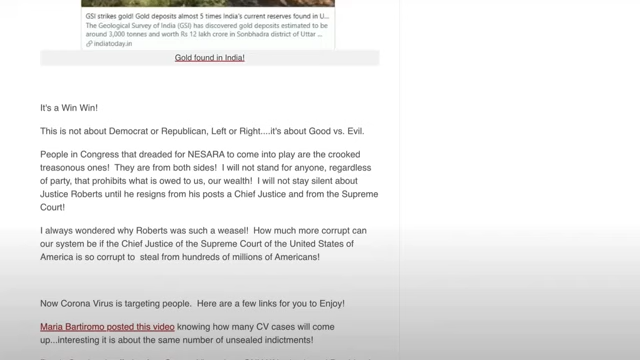 GSI strikes gold! Gold deposits almost 5 times India's current reserves found in U...
The Geological Survey of India (GSI) has discovered gold deposits estimated to be
around 3,000 tonnes and worth Rs 12 lakh crore in Sonbhadra district of Uttar ...
indiatoday.in
Gold found in India!
It's a Win Win!
This is not about Democrat or Republican, Left or Right....it's about Good vs. Evil.
People in Congress that dreaded for NESARA to come into play are the crooked
treasonous ones!  They are from both sides!  I will not stand for anyone, regardless
of party, that prohibits what is owed to us, our wealth!  I will not stay silent about
Justice Roberts until he resigns from his posts a Chief Justice and from the Supreme
Court!
I always wondered why Roberts was such a weasel!  How much more corrupt can
our system be if the Chief Justice of the Supreme Court of the United States of
America is so corrupt to  steal from hundreds of millions of Americans!
Now Corona Virus is targeting people.  Here are a few links for you to Enjoy!
Maria Bartiromo posted this video knowing how many CV cases will come
up...interesting it is about the same number of unsealed indictments!